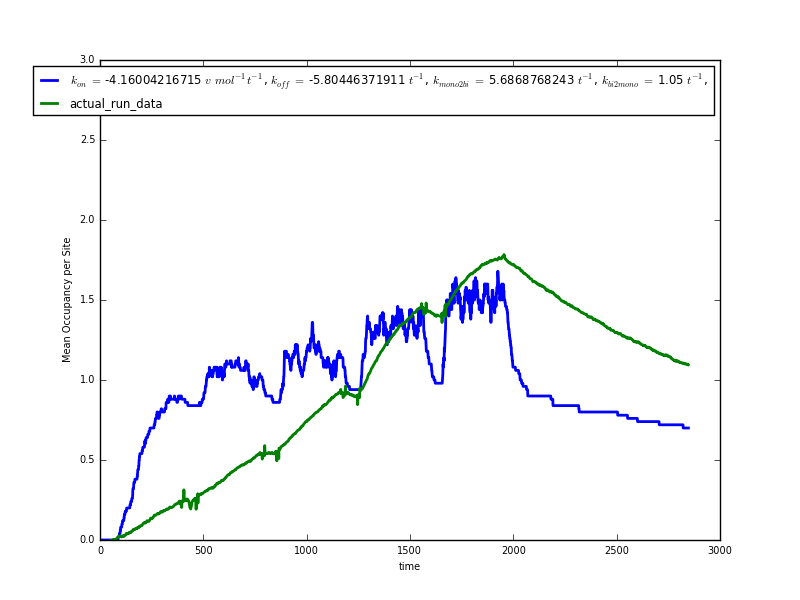 3.0
k_on = -4.16004216715 v mol^-1 t^-1, k_off = -5.80446371911 t^-1, k_mono2bi = 5.6868768243 t^-1, k_bi2mono = 1.05 t^-1,
actual_run_data
2.5
2.0
Mean Occupancy per Site
1.5
1.0
0.5
0.0
0 500 1000 1500 2000 2500 3000
time